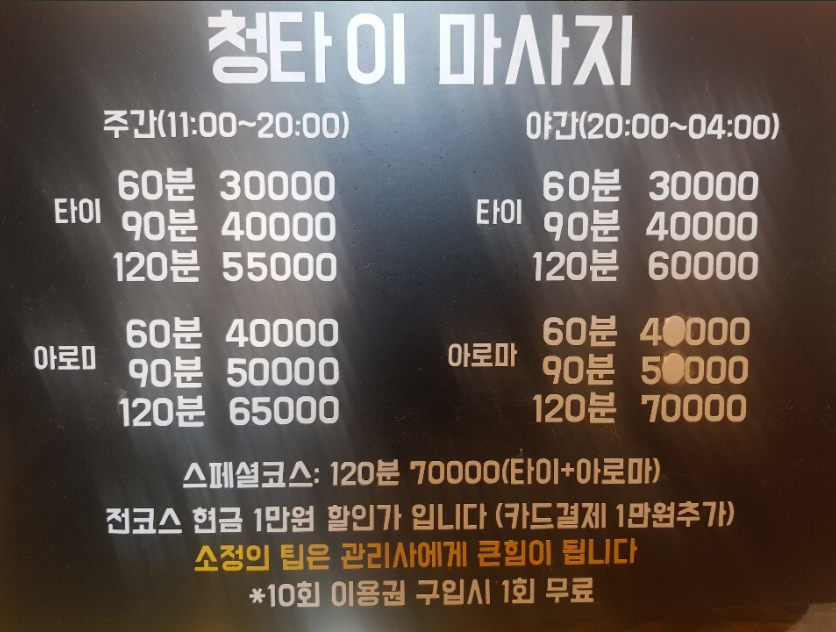 청타이 마사지
주간(11:00~20:00)
타이
60분 30000
90분 40000
120분 55000
아로마
60분 40000
90분 50000
120분 65000
야간(20:00~04:00)
타이
60분 30000
90분 40000
120분 60000
아로마
60분
90분
120분 70000
스페셜코스: 120분 70000(타이+아로마)
전코스 현금 1만원 할인가 입니다 (카드결제 1만원추가)
소정의 팁은 관리사에게 큰힘이 됩니다
*10회 이용권 구입시 1회 무료